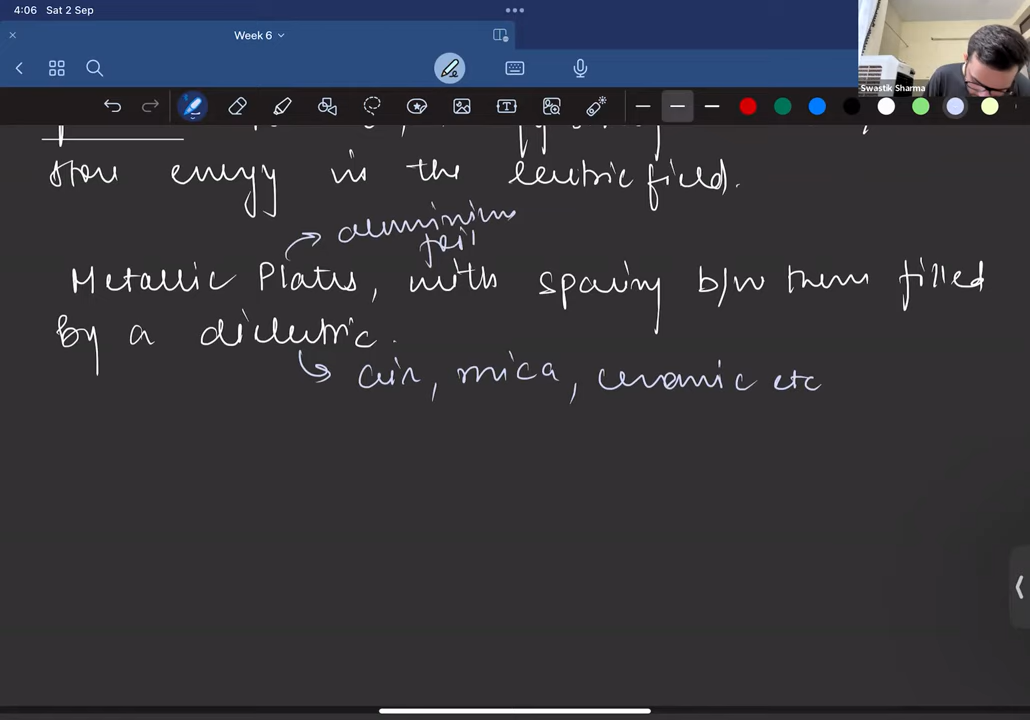 4:06 Sat 2 Sep
Week 6
Swastik Sharma
store energy in the electric field.
aluminium
foil
Metallic Plates, with spacing b/w them filled
by a dielectric.
air, mica, ceramic etc